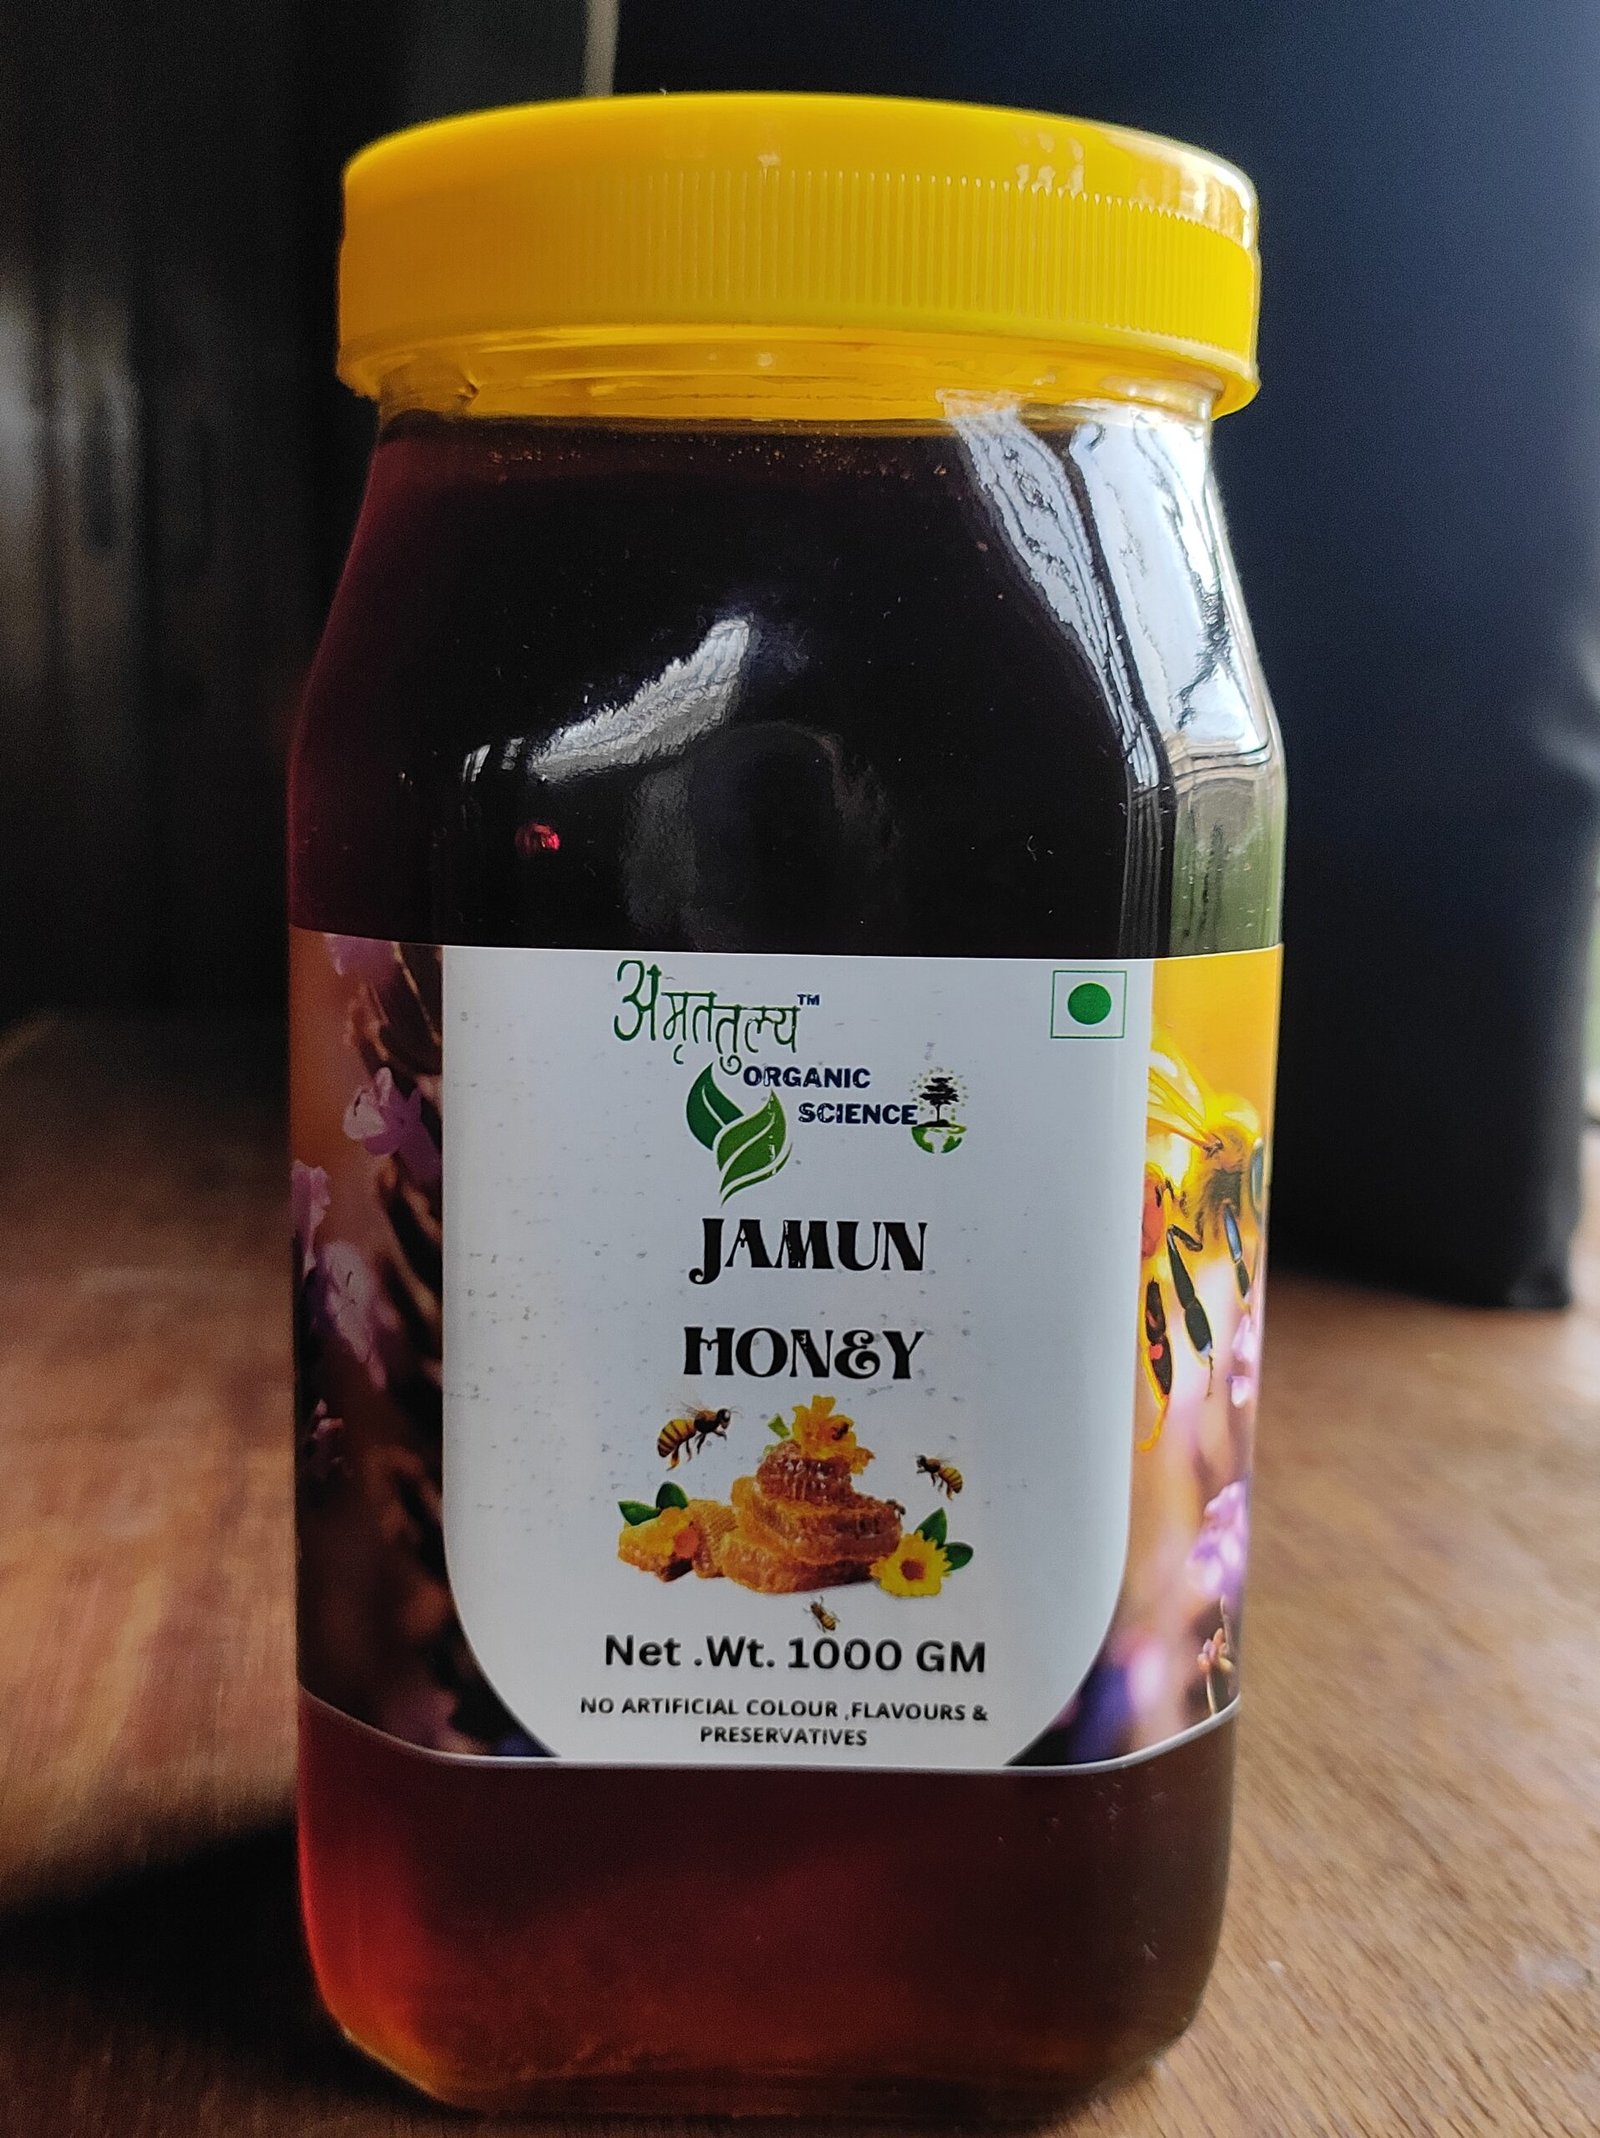 अमृततुल्य™
ORGANIC
SCIENCE
JAMUN
HONEY
Net .Wt. 1000 GM
NO ARTIFICIAL COLOUR ,FLAVOURS &
PRESERVATIVES